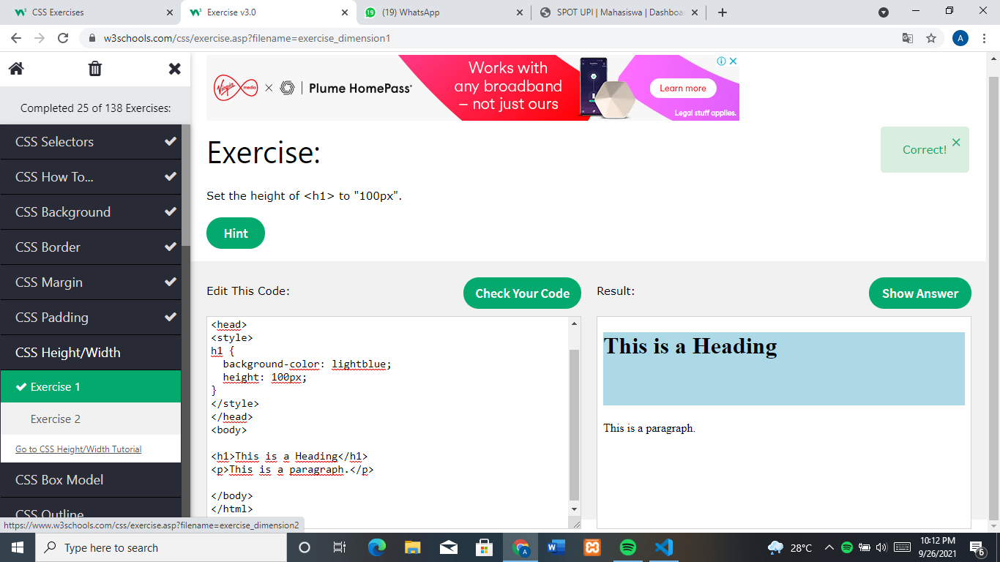 CSS Exercises
Exercise v3.0
(19) WhatsApp
SPOT UPI | Mahasiswa | Dashboa
w3schools.com/css/exercise.asp?filename=exercise_dimension1
A
Completed 25 of 138 Exercises:
CSS Selectors
CSS How To...
CSS Background
CSS Border
CSS Margin
CSS Padding
CSS Height/Width
Exercise 1
Exercise 2
Go to CSS Height/Width Tutorial
CSS Box Model
CSS Outline
https://www.w3schools.com/css/exercise.asp?filename=exercise_dimension2
Virgin media × | Plume HomePass®
Works with
any broadband
– not just ours
Learn more
Legal stuff applies.
Exercise:
Correct!
Set the height of <h1> to "100px".
Hint
Edit This Code:
Check Your Code
<head>
<style>
h1 {
  background-color: lightblue;
  height: 100px;
}
</style>
</head>
<body>
<h1>This is a Heading</h1>
<p>This is a paragraph.</p>
</body>
</html>
Result:
Show Answer
This is a Heading
This is a paragraph.
Type here to search
28°C
10:12 PM
9/26/2021
6